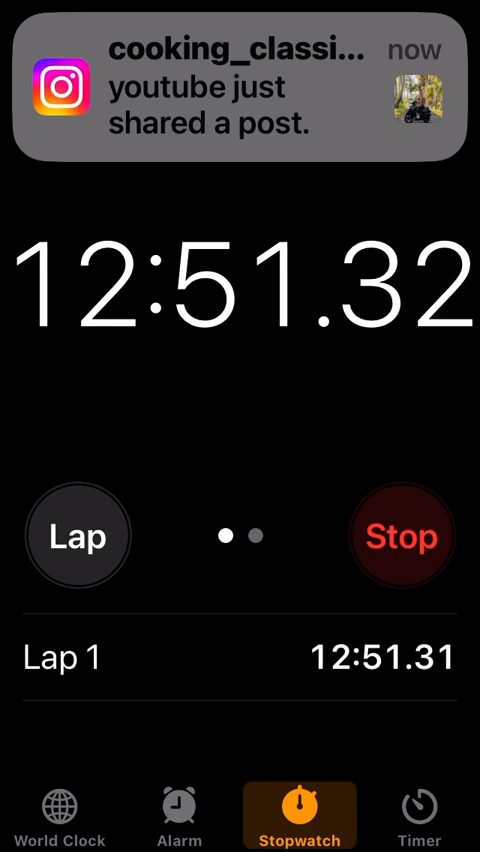 cooking_classi... now
youtube just
shared a post.
12:51.32
Lap Stop
Lap 1 12:51.31
World Clock Alarm Stopwatch Timer